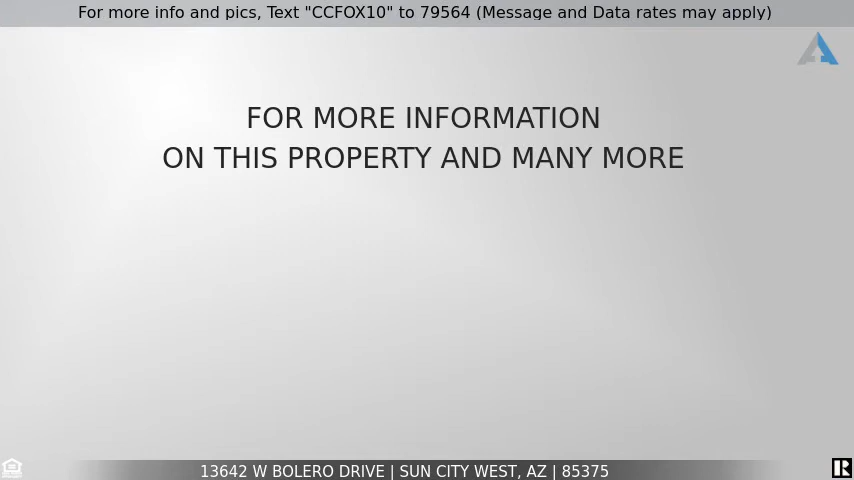 For more info and pics, Text "CCFOX10" to 79564 (Message and Data rates may apply)
FOR MORE INFORMATION
ON THIS PROPERTY AND MANY MORE
13642 W BOLERO DRIVE | SUN CITY WEST, AZ | 85375